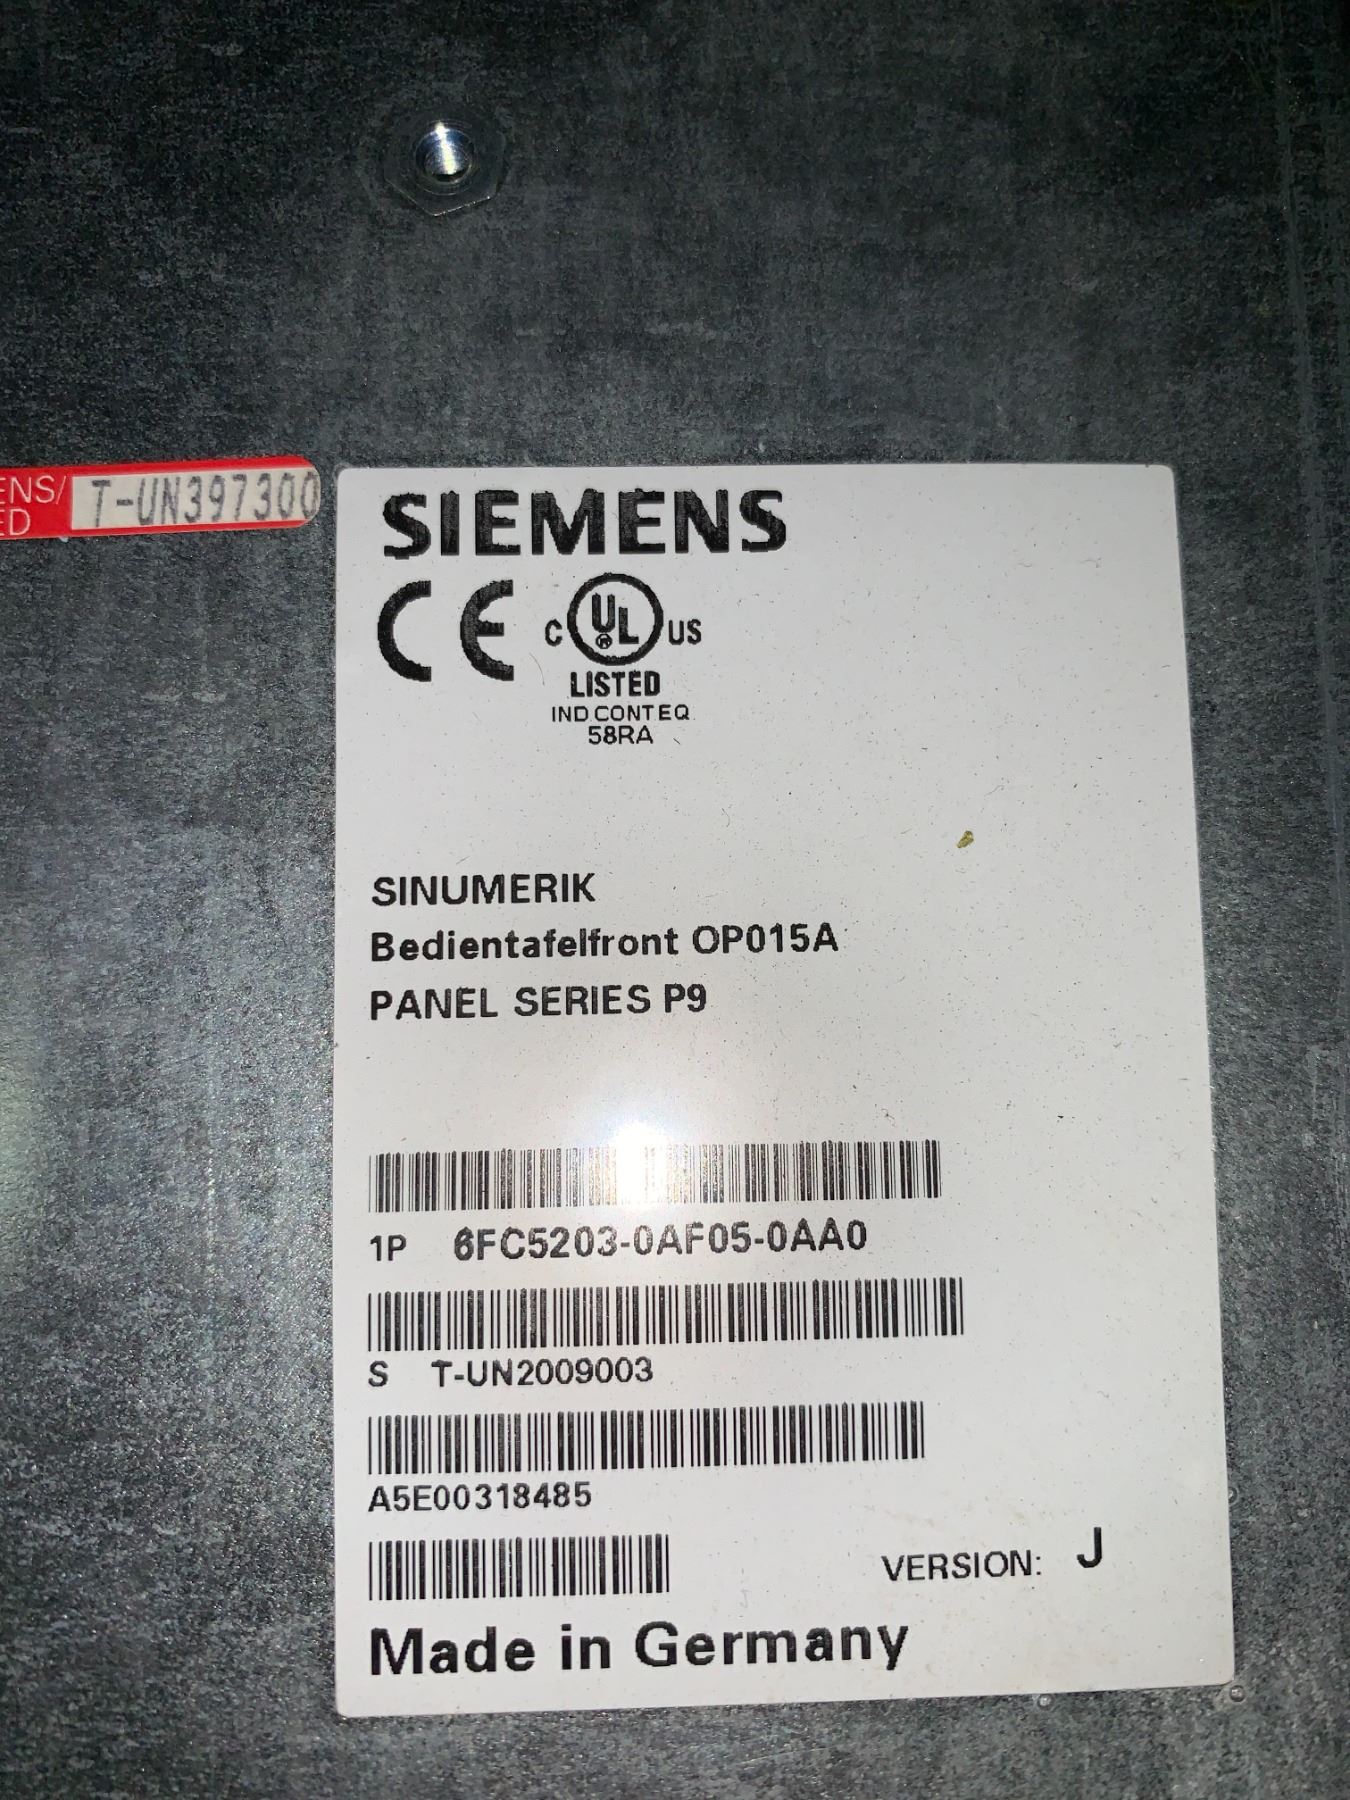 ENS/
ED
T-UN397300
SIEMENS
CE
C UL US
®
LISTED
IND.CONT.EQ.
58RA
SINUMERIK
Bedientafelfront OP015A
PANEL SERIES P9
1P 6FC5203-0AF05-0AA0
S T-UN2009003
A5E00318485
VERSION: J
Made in Germany